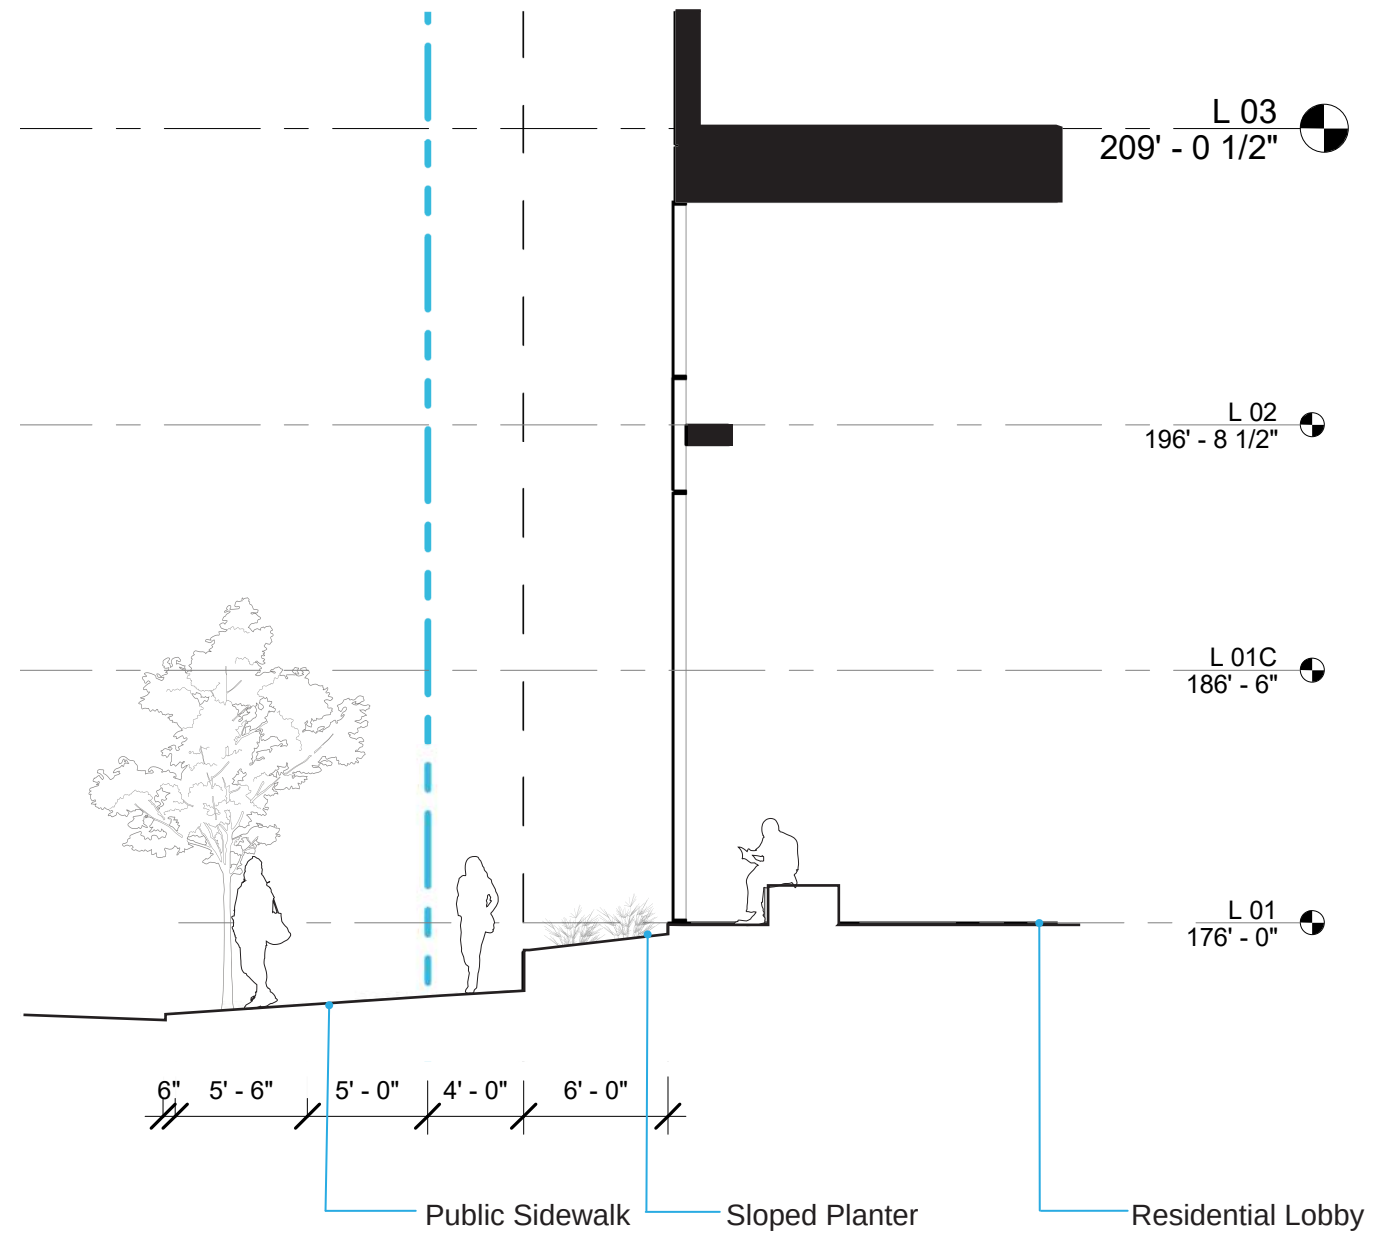 L 03
209' - 0 1/2"
L 02
196' - 8 1/2"
L 01C
186' - 6"
L 01
176' - 0"
6" 5' - 6" 5' - 0" 4' - 0" 6' - 0"
Public Sidewalk Sloped Planter Residential Lobby